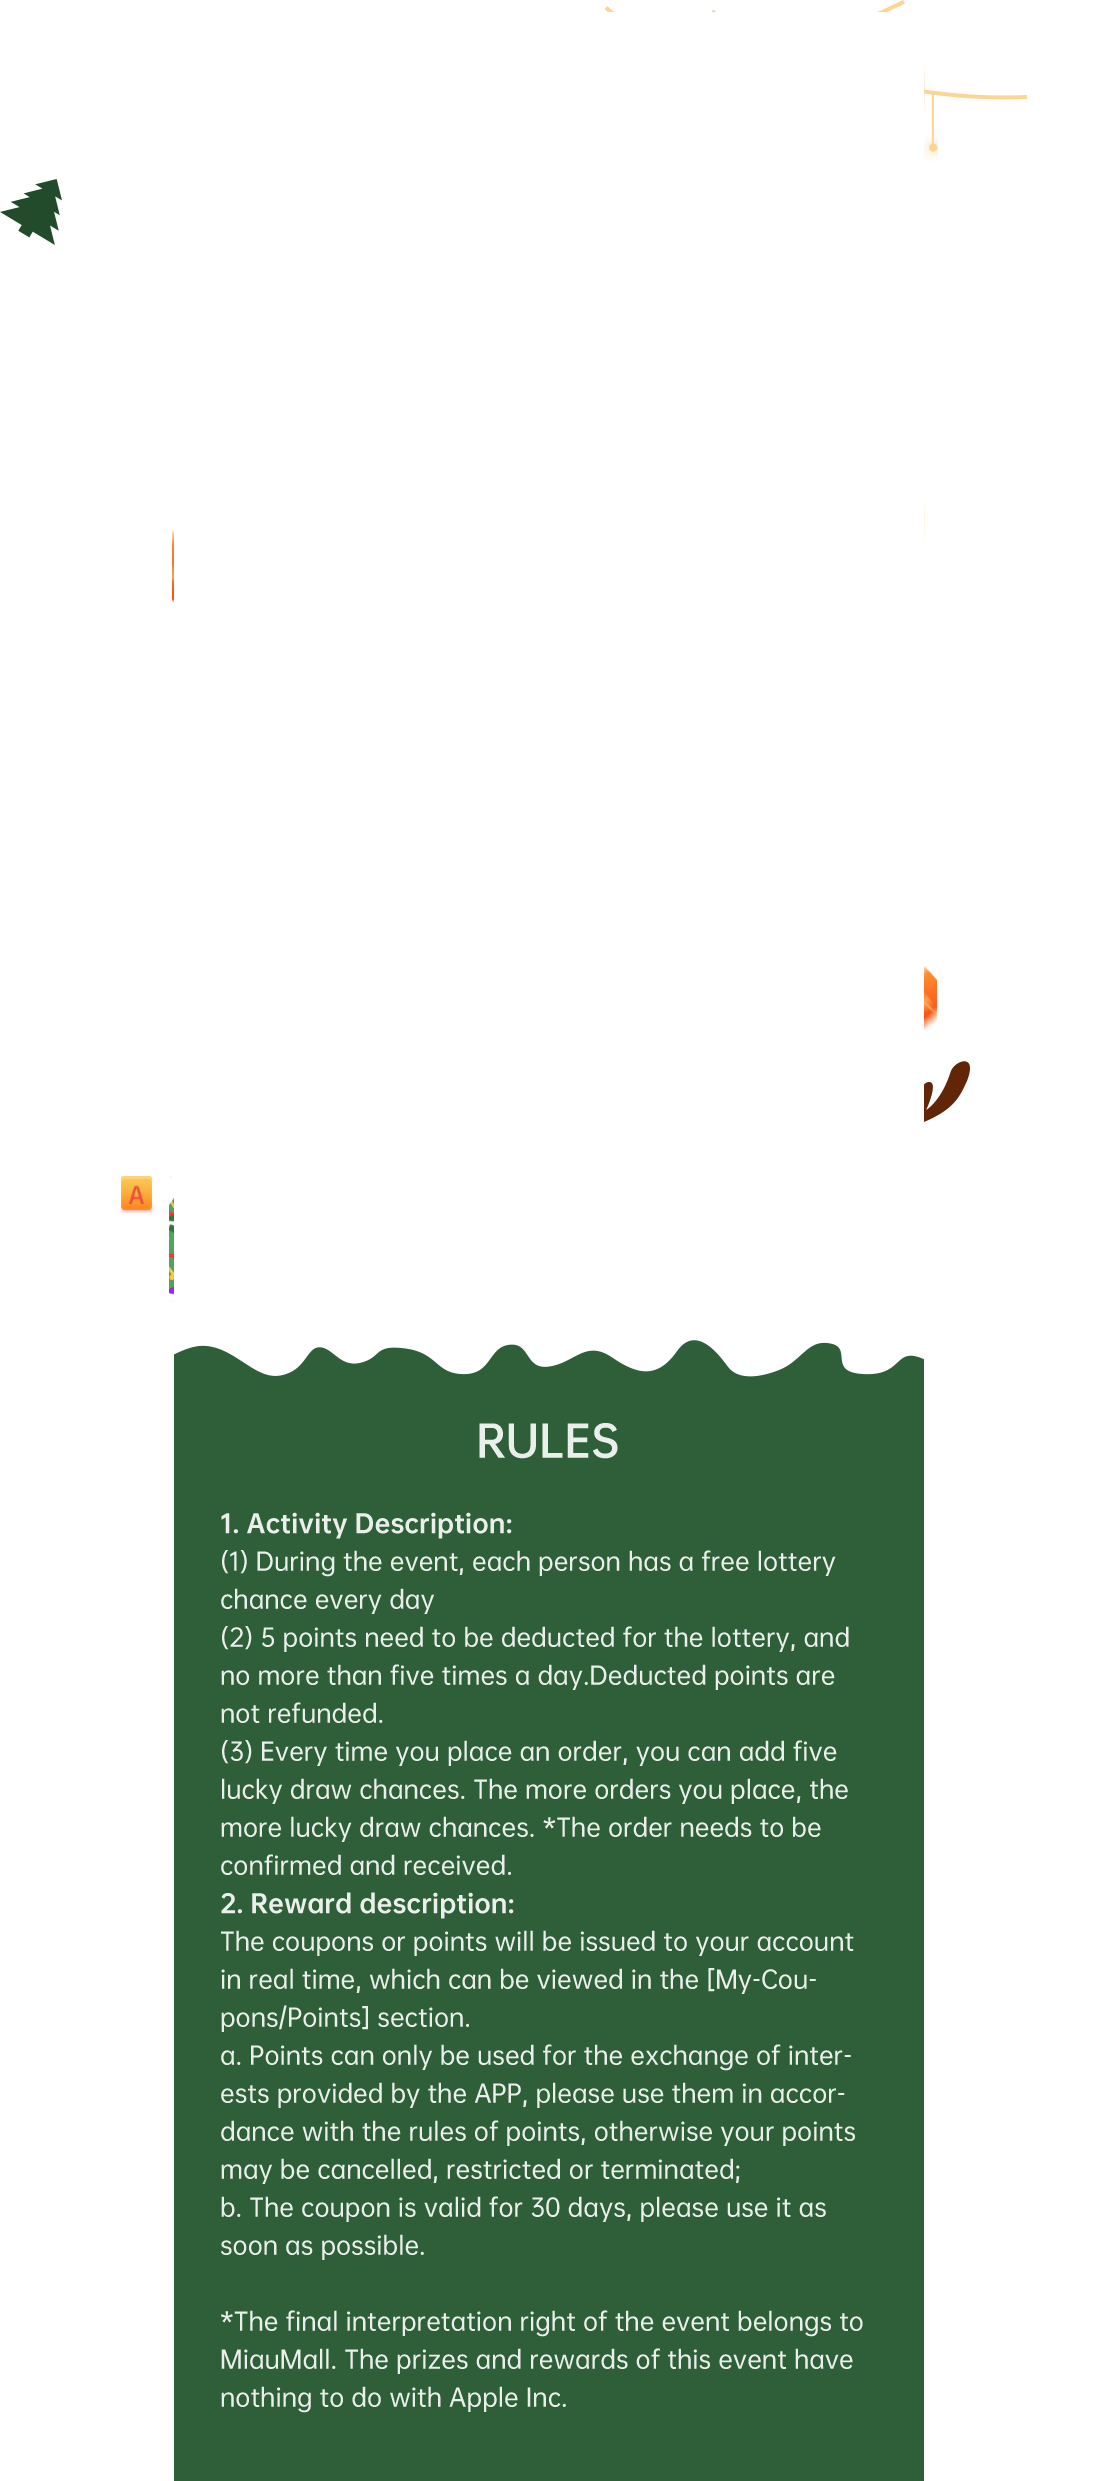 A
RULES
1. Activity Description:
(1) During the event, each person has a free lottery
chance every day
(2) 5 points need to be deducted for the lottery, and
no more than five times a day.Deducted points are
not refunded.
(3) Every time you place an order, you can add five
lucky draw chances. The more orders you place, the
more lucky draw chances. *The order needs to be
confirmed and received.
2. Reward description:
The coupons or points will be issued to your account
in real time, which can be viewed in the [My-Cou-
pons/Points] section.
a. Points can only be used for the exchange of inter-
ests provided by the APP, please use them in accor-
dance with the rules of points, otherwise your points
may be cancelled, restricted or terminated;
b. The coupon is valid for 30 days, please use it as
soon as possible.
*The final interpretation right of the event belongs to
MiauMall. The prizes and rewards of this event have
nothing to do with Apple Inc.